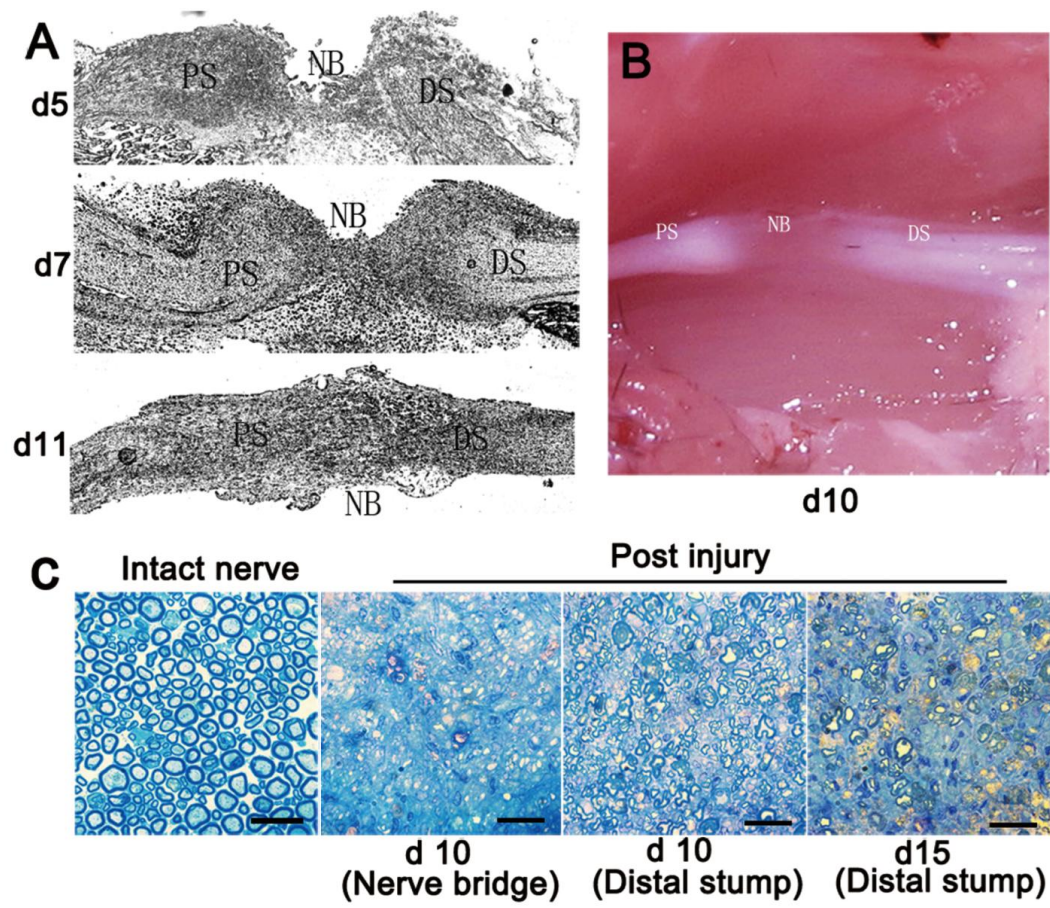 A
d5
PS
NB
DS
d7
PS
NB
DS
d11
PS
DS
NB
B
PS
NB
DS
d10
C
Intact nerve
Post injury
d 10
(Nerve bridge)
d 10
(Distal stump)
d15
(Distal stump)